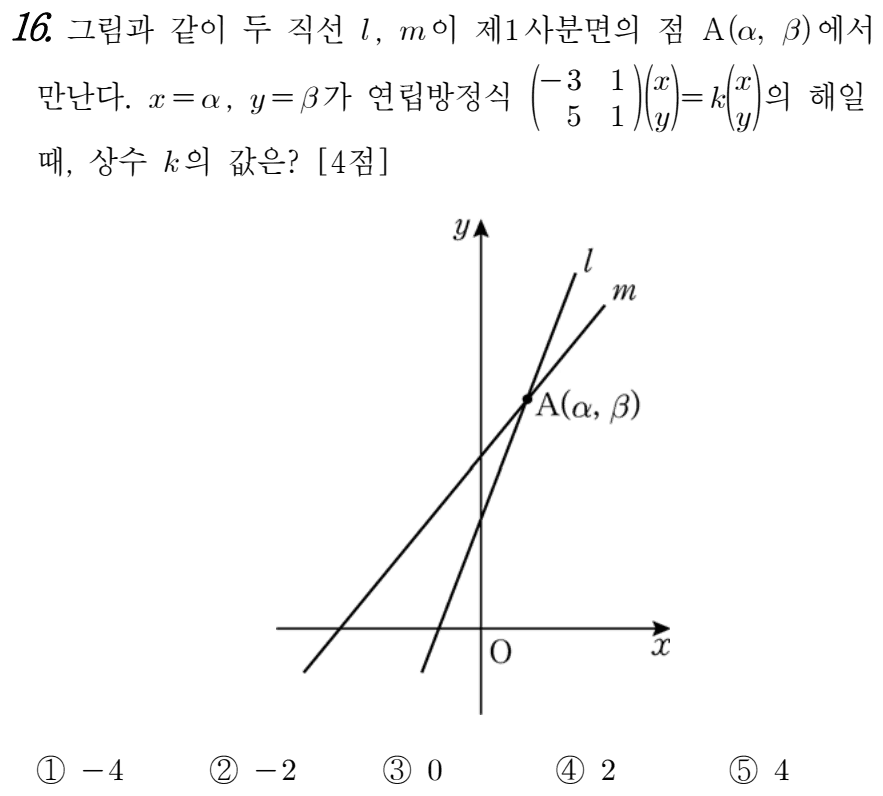 16. 그림과 같이 두 직선 l, m이 제1사분면의 점 A(α, β)에서
만난다. x=α, y=β가 연립방정식 (−3 1; 5 1)(x; y)=k(x; y)의 해일
때, 상수 k의 값은? [4점]
y
l
m
A(α, β)
O
x
① −4 ② −2 ③ 0 ④ 2 ⑤ 4